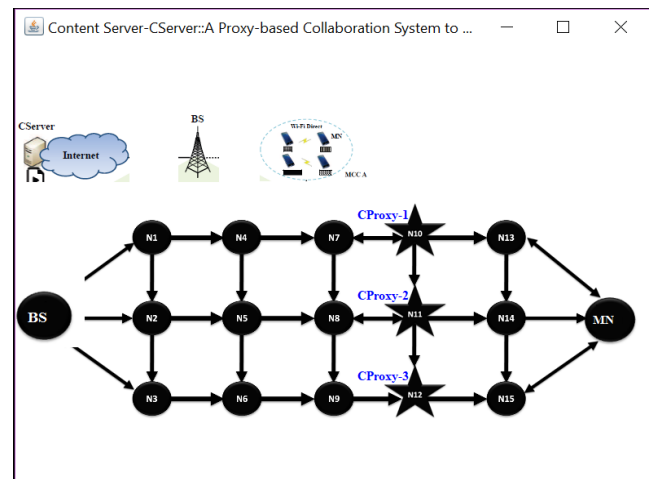 Content Server-CServer::A Proxy-based Collaboration System to ...
CServer
Internet
BS
Wi-Fi Direct
MN
MCC A
CProxy-1
N1 N4 N7 N10 N13
CProxy-2
BS N2 N5 N8 N11 N14 MN
CProxy-3
N3 N6 N9 N12 N15